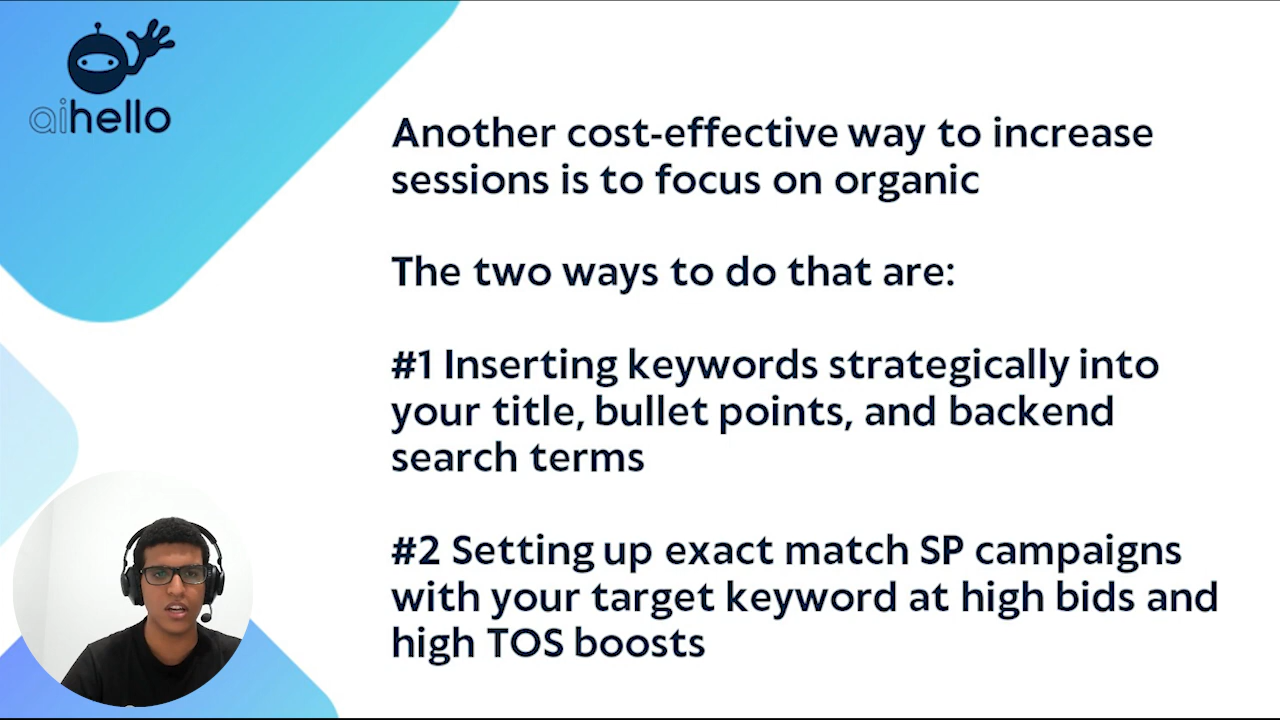 aihello
Another cost-effective way to increase
sessions is to focus on organic
The two ways to do that are:
#1 Inserting keywords strategically into
your title, bullet points, and backend
search terms
#2 Setting up exact match SP campaigns
with your target keyword at high bids and
high TOS boosts